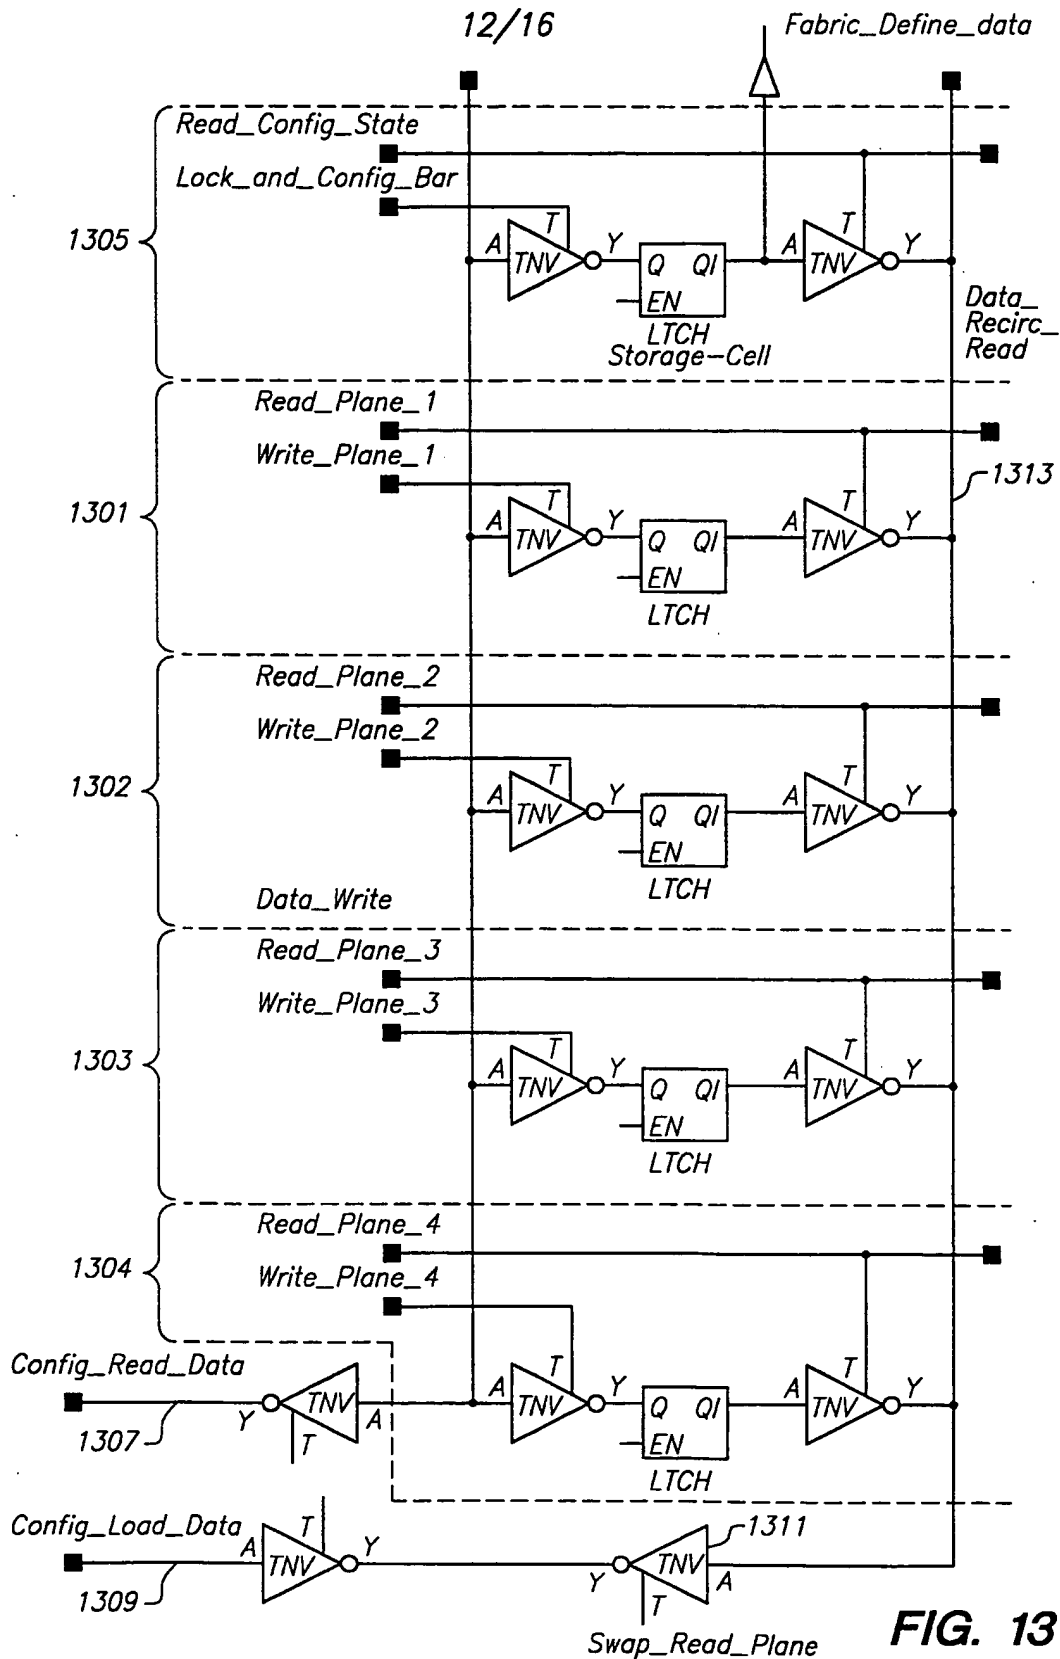 12/16
Fabric_Define_data
Read_Config_State
Lock_and_Config_Bar
1305
A TNV T Y
Q QI
EN
LTCH
Storage-Cell
A TNV T Y
Data_
Recirc_
Read
Read_Plane_1
Write_Plane_1
1301
A TNV T Y
Q QI
EN
LTCH
A TNV T Y
1313
Read_Plane_2
Write_Plane_2
1302
A TNV T Y
Q QI
EN
LTCH
A TNV T Y
Data_Write
Read_Plane_3
Write_Plane_3
1303
A TNV T Y
Q QI
EN
LTCH
A TNV T Y
Read_Plane_4
Write_Plane_4
1304
A TNV T Y
Q QI
EN
LTCH
A TNV T Y
Config_Read_Data
Y TNV A
T
1307
Config_Load_Data
A TNV T Y
1309
1311
Y TNV A
T
Swap_Read_Plane
FIG. 13